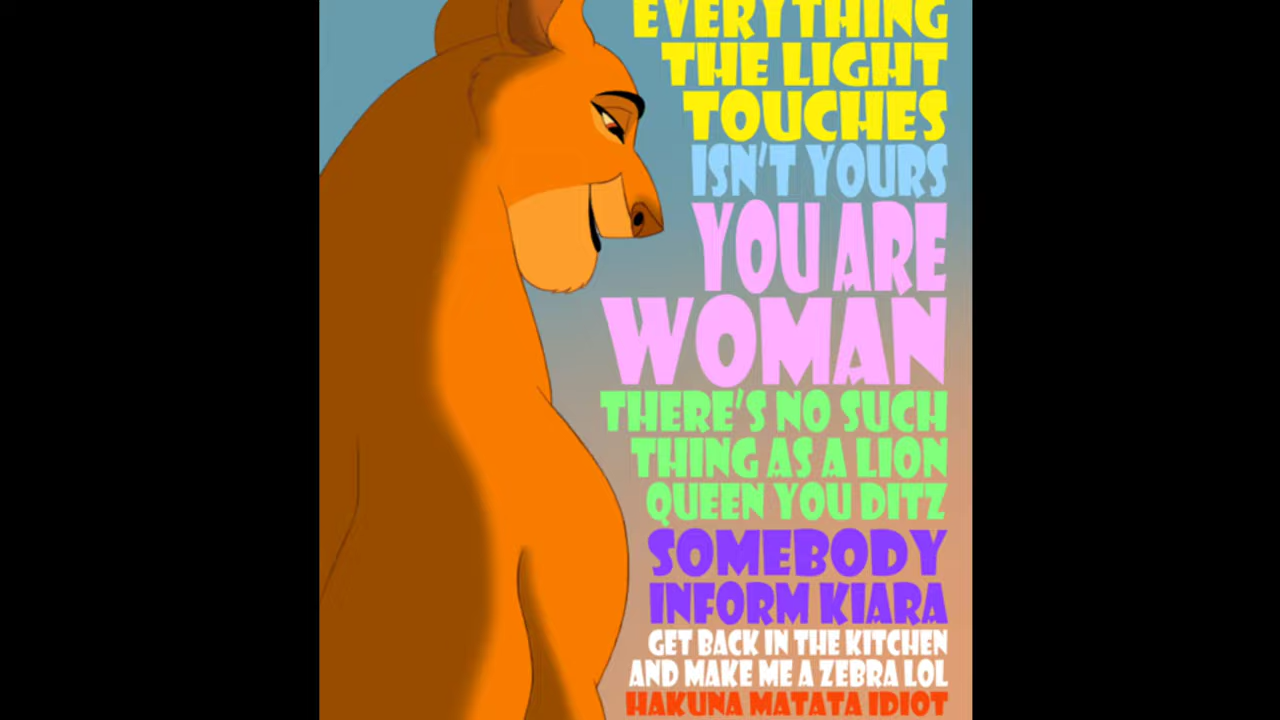 EVERYTHING
THE LIGHT
TOUCHES
ISN'T YOURS
YOU ARE
WOMAN
THERE'S NO SUCH
THING AS A LION
QUEEN YOU DITZ
SOMEBODY
INFORM KIARA
GET BACK IN THE KITCHEN
AND MAKE ME A ZEBRA LOL
HAKUNA MATATA IDIOT